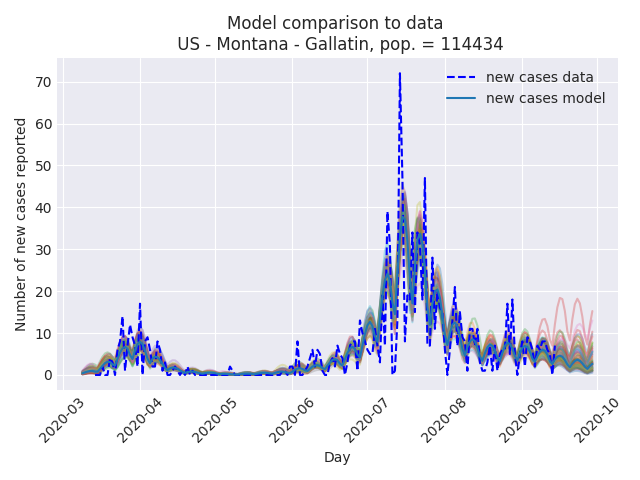 Model comparison to data
US - Montana - Gallatin, pop. = 114434
new cases data
new cases model
Number of new cases reported
70
60
50
40
30
20
10
0
2020-03
2020-04
2020-05
2020-06
2020-07
2020-08
2020-09
2020-10
Day